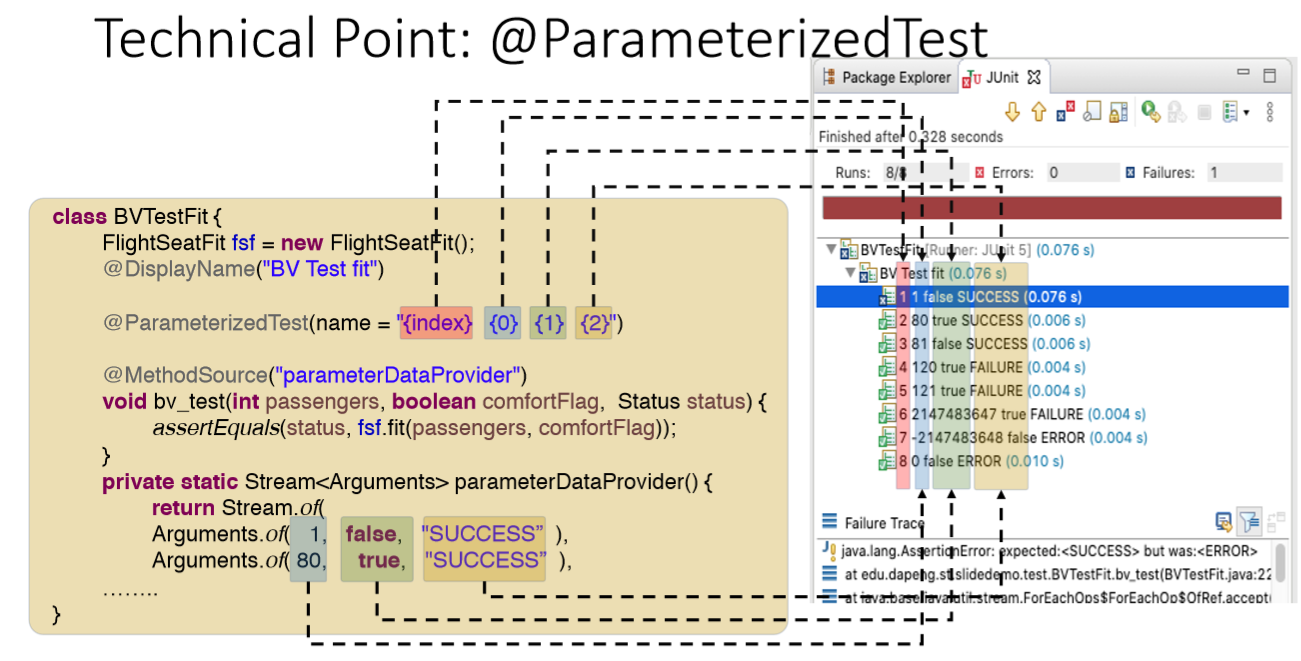 Technical Point: @ParameterizedTest
class BVTestFit {
FlightSeatFit fsf = new FlightSeatFit();
@DisplayName("BV Test fit")
@ParameterizedTest(name = "{index} {0} {1} {2}")
@MethodSource("parameterDataProvider")
void bv_test(int passengers, boolean comfortFlag, Status status) {
assertEquals(status, fsf.fit(passengers, comfortFlag));
}
private static Stream<Arguments> parameterDataProvider() {
return Stream.of(
Arguments.of( 1, false, "SUCCESS” ),
Arguments.of( 80, true, "SUCCESS” ),
........
}
Package Explorer JUnit
Finished after 0.328 seconds
Runs: 8/8 Errors: 0 Failures: 1
BVTestFit [Runner: JUnit 5] (0.076 s)
BV Test fit (0.076 s)
1 1 false SUCCESS (0.076 s)
2 80 true SUCCESS (0.006 s)
3 81 false SUCCESS (0.006 s)
4 120 true FAILURE (0.004 s)
5 121 true FAILURE (0.004 s)
6 2147483647 true FAILURE (0.004 s)
7 -2147483648 false ERROR (0.004 s)
8 0 false ERROR (0.010 s)
Failure Trace
java.lang.AssertionError: expected:<SUCCESS> but was:<ERROR>
at edu.dapeng.st.slidedemo.test.BVTestFit.bv_test(BVTestFit.java:22
at java.base/java.util.stream.ForEachOps$ForEachOp$OfRef.accept(